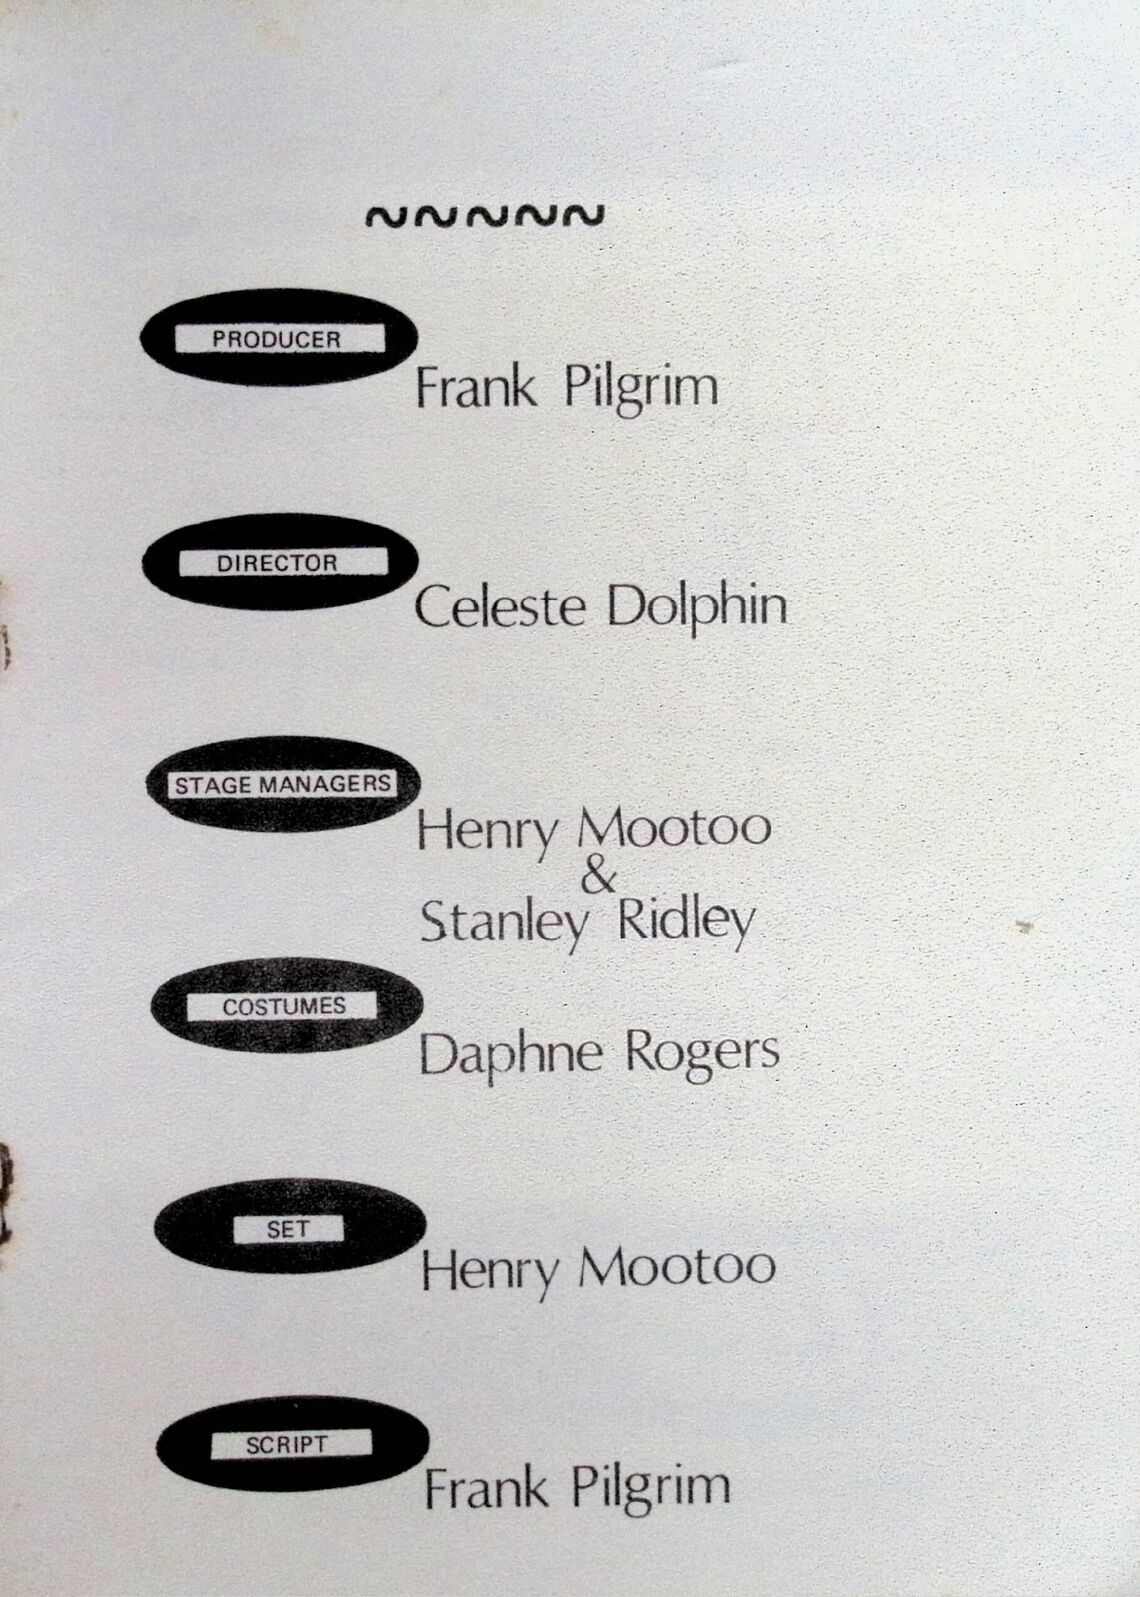 PRODUCER
Frank Pilgrim
DIRECTOR
Celeste Dolphin
STAGE MANAGERS
Henry Mootoo
&
Stanley Ridley
COSTUMES
Daphne Rogers
SET
Henry Mootoo
SCRIPT
Frank Pilgrim